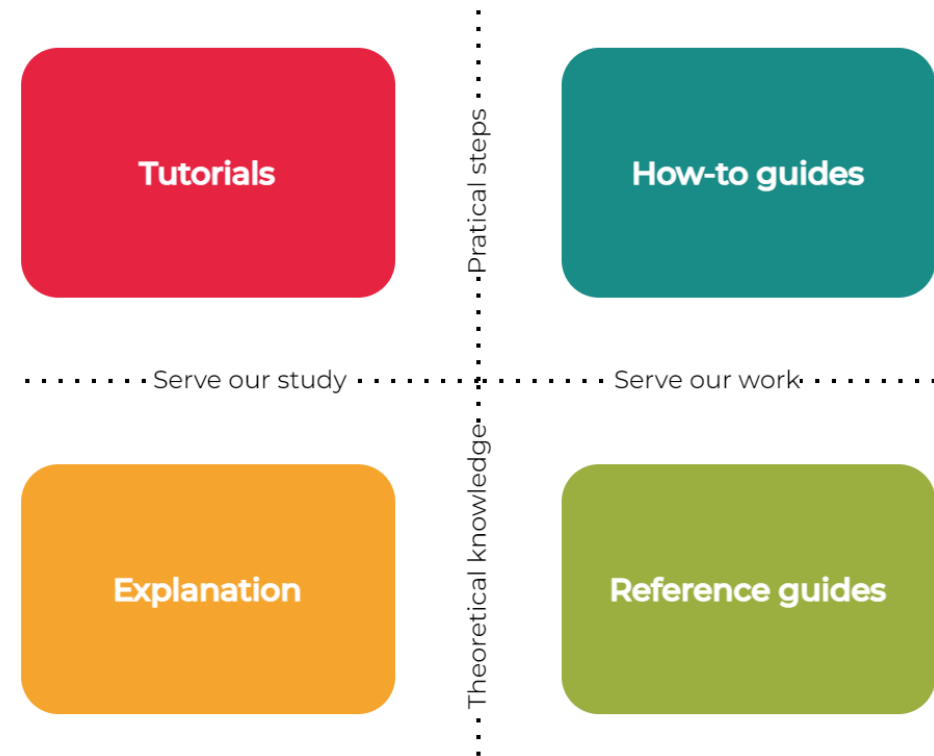 Pratical steps
Tutorials
How-to guides
Serve our study
Serve our work
Theoretical knowledge
Explanation
Reference guides